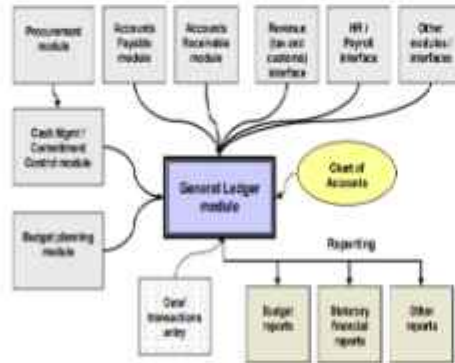 Procurement
module
Accounts
Payable
module
Accounts
Receivable
module
Revenue
(tax and
customs)
interface
HR /
Payroll
interface
Other
modules /
interfaces
Cash Mgmt /
Commitment
Control module
General Ledger
module
Chart of
Accounts
Budget planning
module
Reporting
Data/
transactions
entry
Budget
reports
Statutory
financial
reports
Other
reports